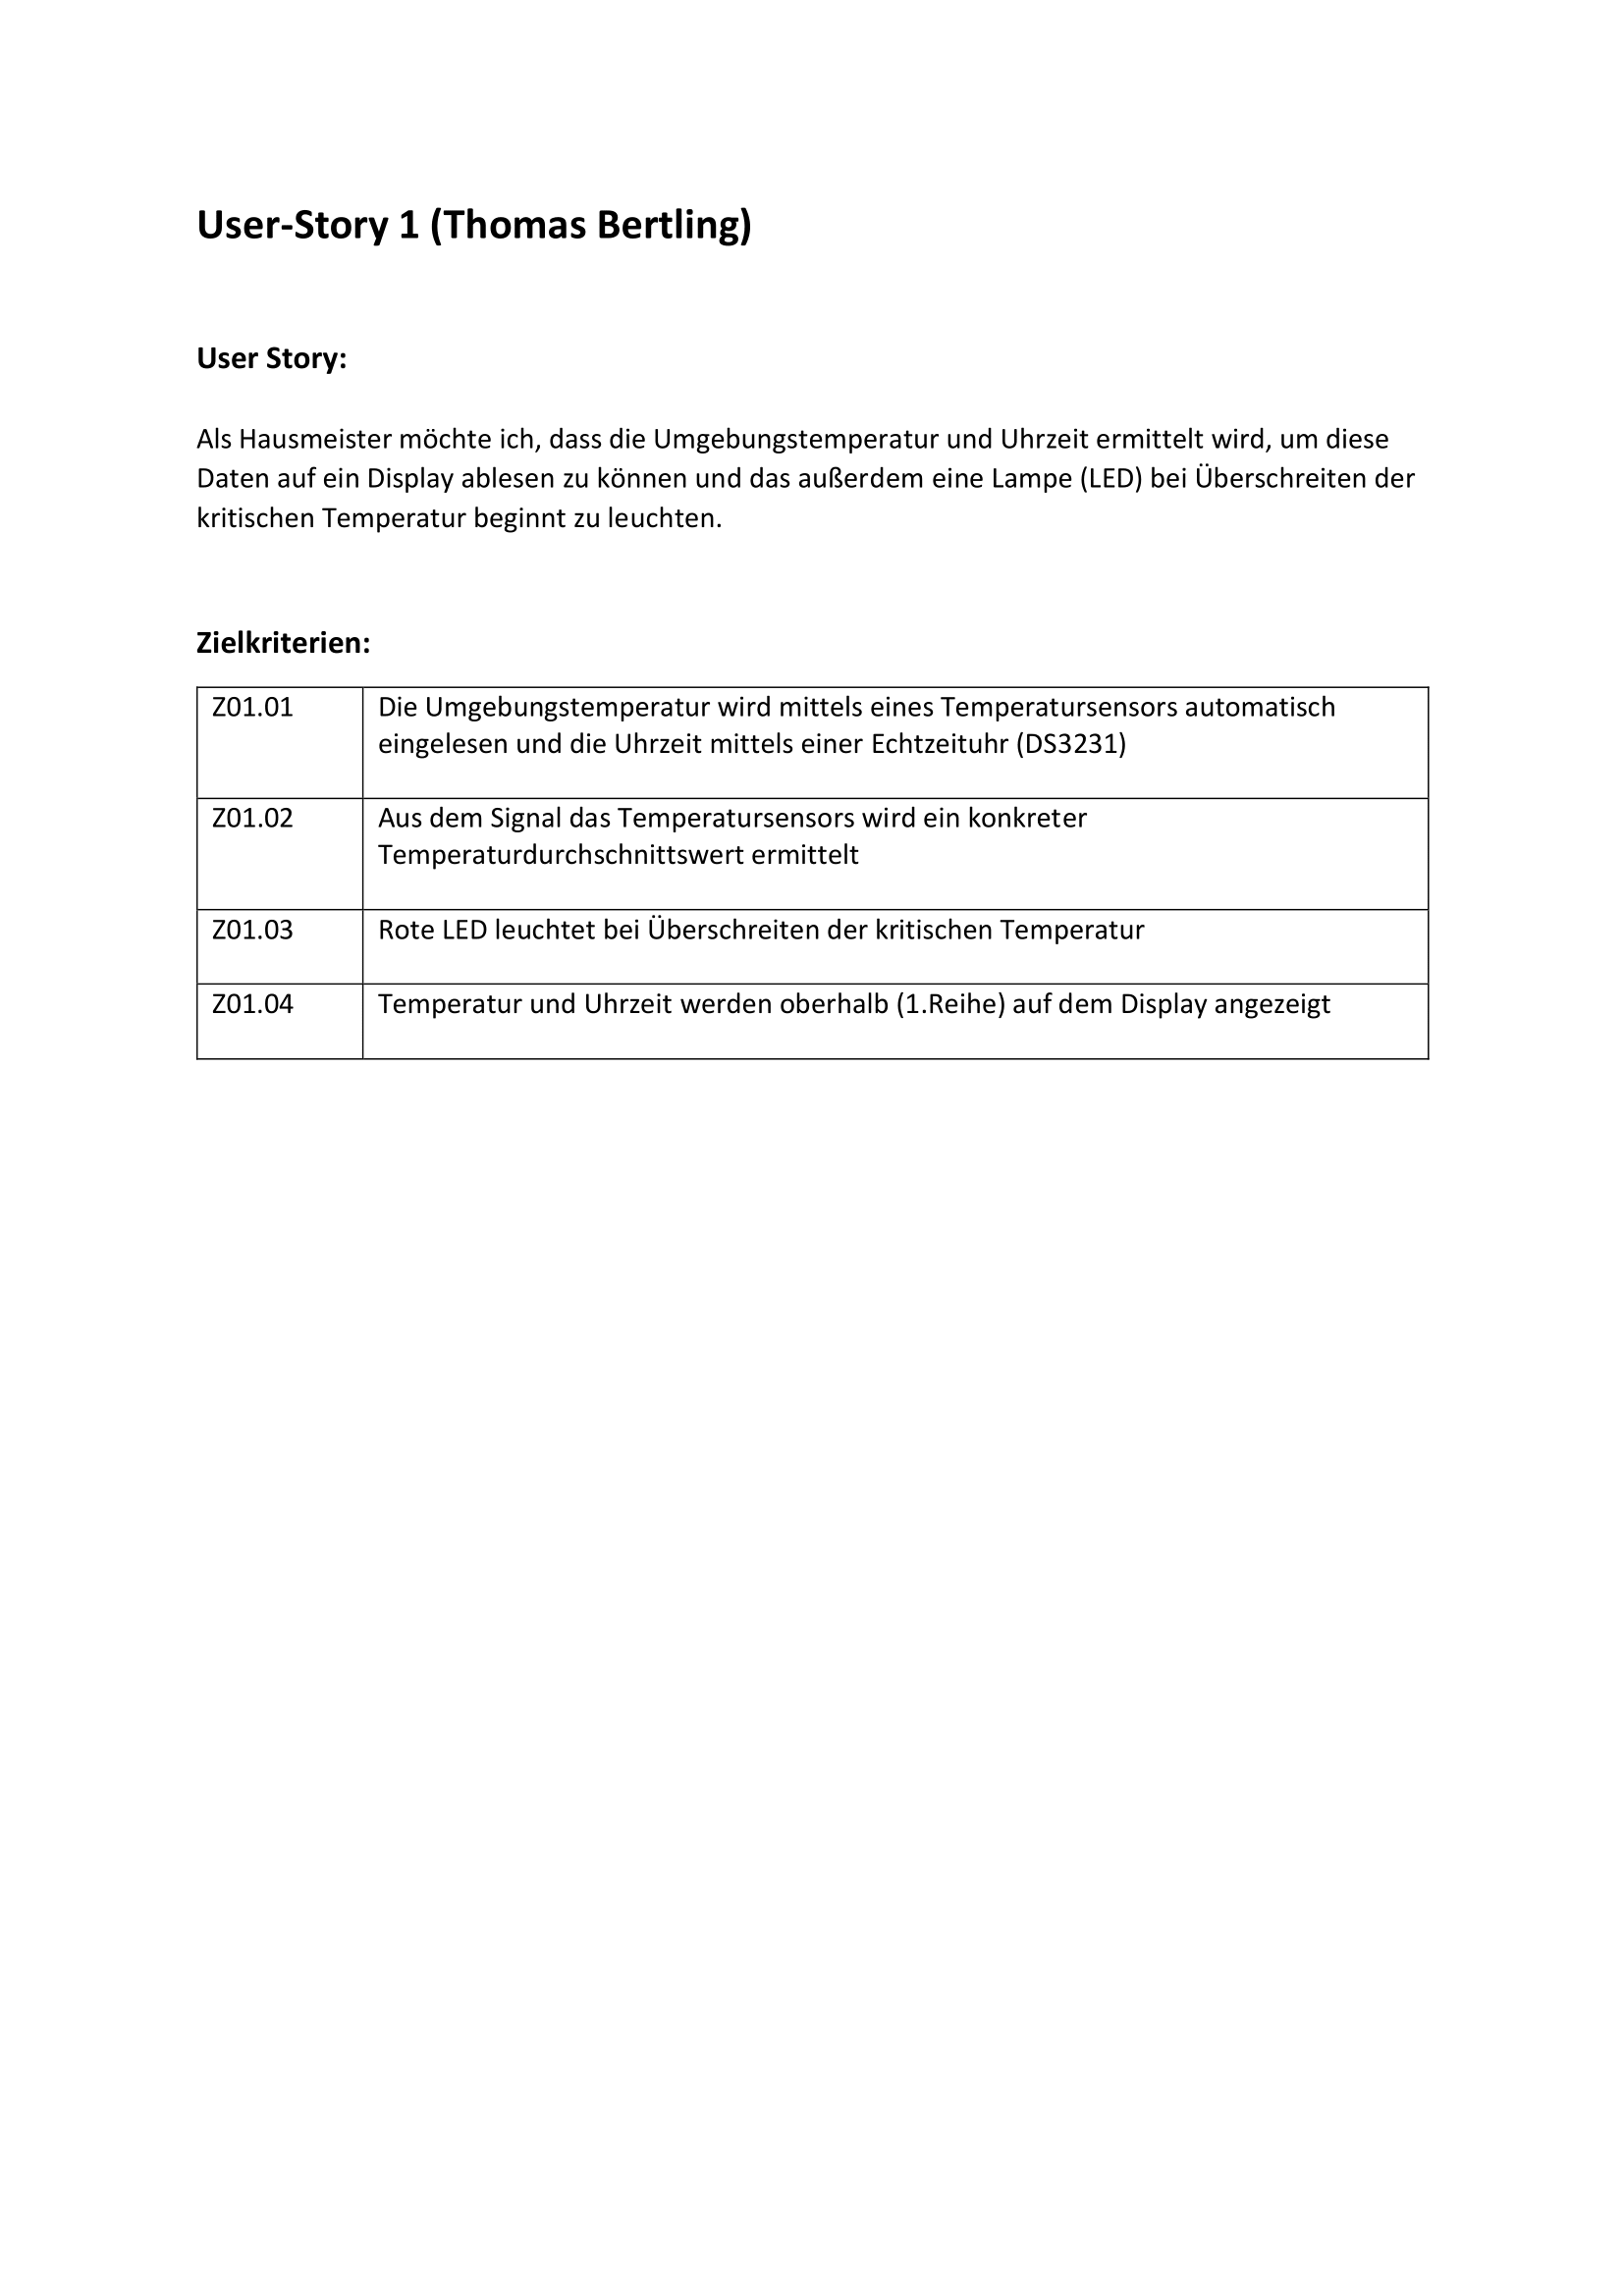 User-Story 1 (Thomas Bertling)
User Story:
Als Hausmeister möchte ich, dass die Umgebungstemperatur und Uhrzeit ermittelt wird, um diese
Daten auf ein Display ablesen zu können und das außerdem eine Lampe (LED) bei Überschreiten der
kritischen Temperatur beginnt zu leuchten.
Zielkriterien:
Z01.01 Die Umgebungstemperatur wird mittels eines Temperatursensors automatisch
eingelesen und die Uhrzeit mittels einer Echtzeituhr (DS3231)
Z01.02 Aus dem Signal das Temperatursensors wird ein konkreter
Temperaturdurchschnittswert ermittelt
Z01.03 Rote LED leuchtet bei Überschreiten der kritischen Temperatur
Z01.04 Temperatur und Uhrzeit werden oberhalb (1.Reihe) auf dem Display angezeigt